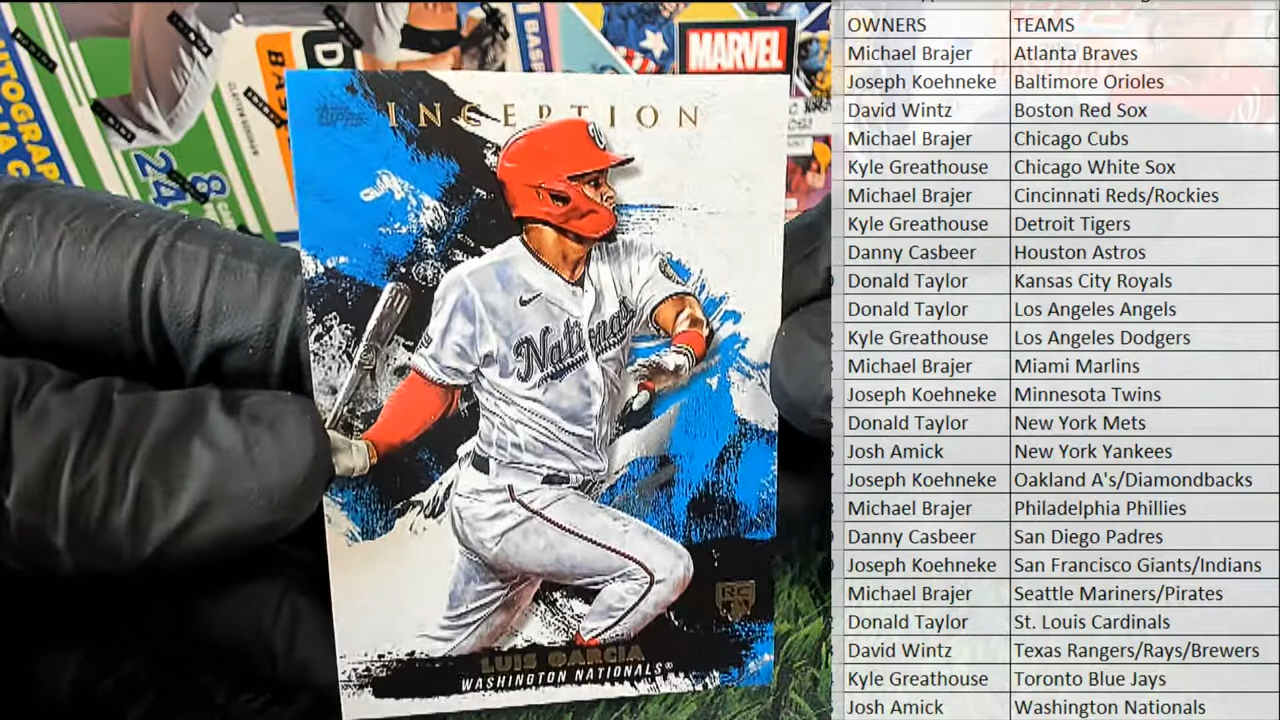 MARVEL
BASE
AUTOGRAPH
24
8
Topps
INCEPTION
Nationals
RC
LUIS GARCIA
WASHINGTON NATIONALS®
OWNERS TEAMS
Michael Brajer Atlanta Braves
Joseph Koehneke Baltimore Orioles
David Wintz Boston Red Sox
Michael Brajer Chicago Cubs
Kyle Greathouse Chicago White Sox
Michael Brajer Cincinnati Reds/Rockies
Kyle Greathouse Detroit Tigers
Danny Casbeer Houston Astros
Donald Taylor Kansas City Royals
Donald Taylor Los Angeles Angels
Kyle Greathouse Los Angeles Dodgers
Michael Brajer Miami Marlins
Joseph Koehneke Minnesota Twins
Donald Taylor New York Mets
Josh Amick New York Yankees
Joseph Koehneke Oakland A's/Diamondbacks
Michael Brajer Philadelphia Phillies
Danny Casbeer San Diego Padres
Joseph Koehneke San Francisco Giants/Indians
Michael Brajer Seattle Mariners/Pirates
Donald Taylor St. Louis Cardinals
David Wintz Texas Rangers/Rays/Brewers
Kyle Greathouse Toronto Blue Jays
Josh Amick Washington Nationals